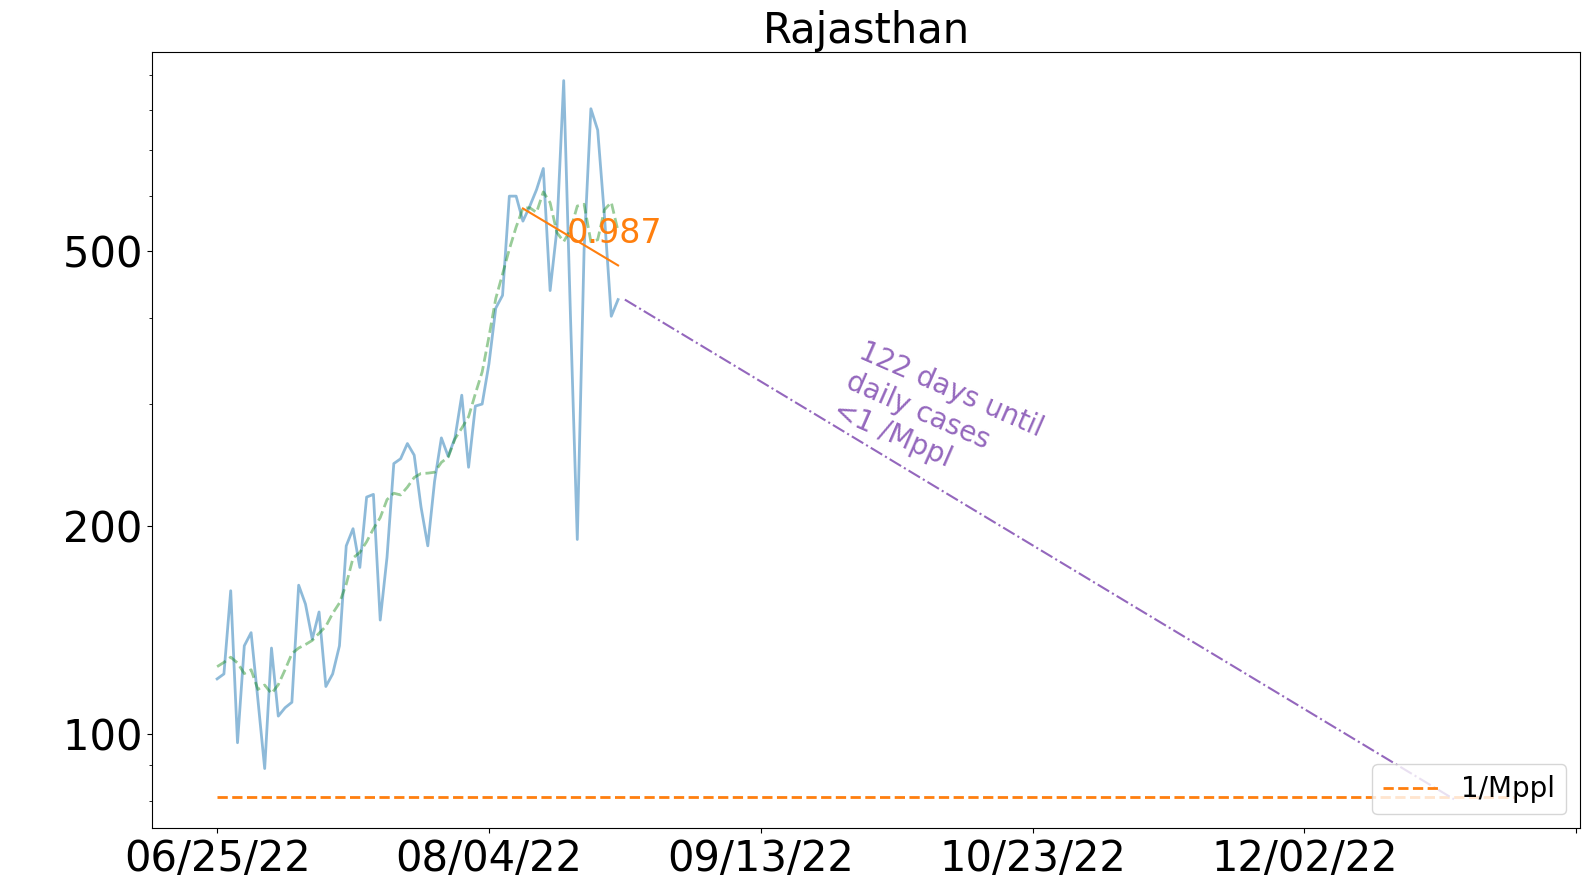 Rajasthan
500
200
100
0.987
122 days until
daily cases
<1 /Mppl
1/Mppl
06/25/22
08/04/22
09/13/22
10/23/22
12/02/22